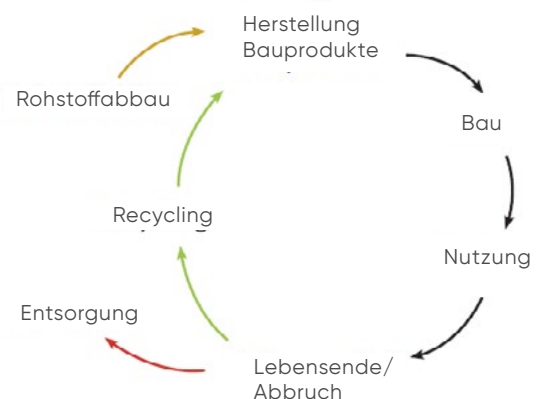 Herstellung
Bauprodukte
Rohstoffabbau
Bau
Recycling
Nutzung
Entsorgung
Lebensende/
Abbruch